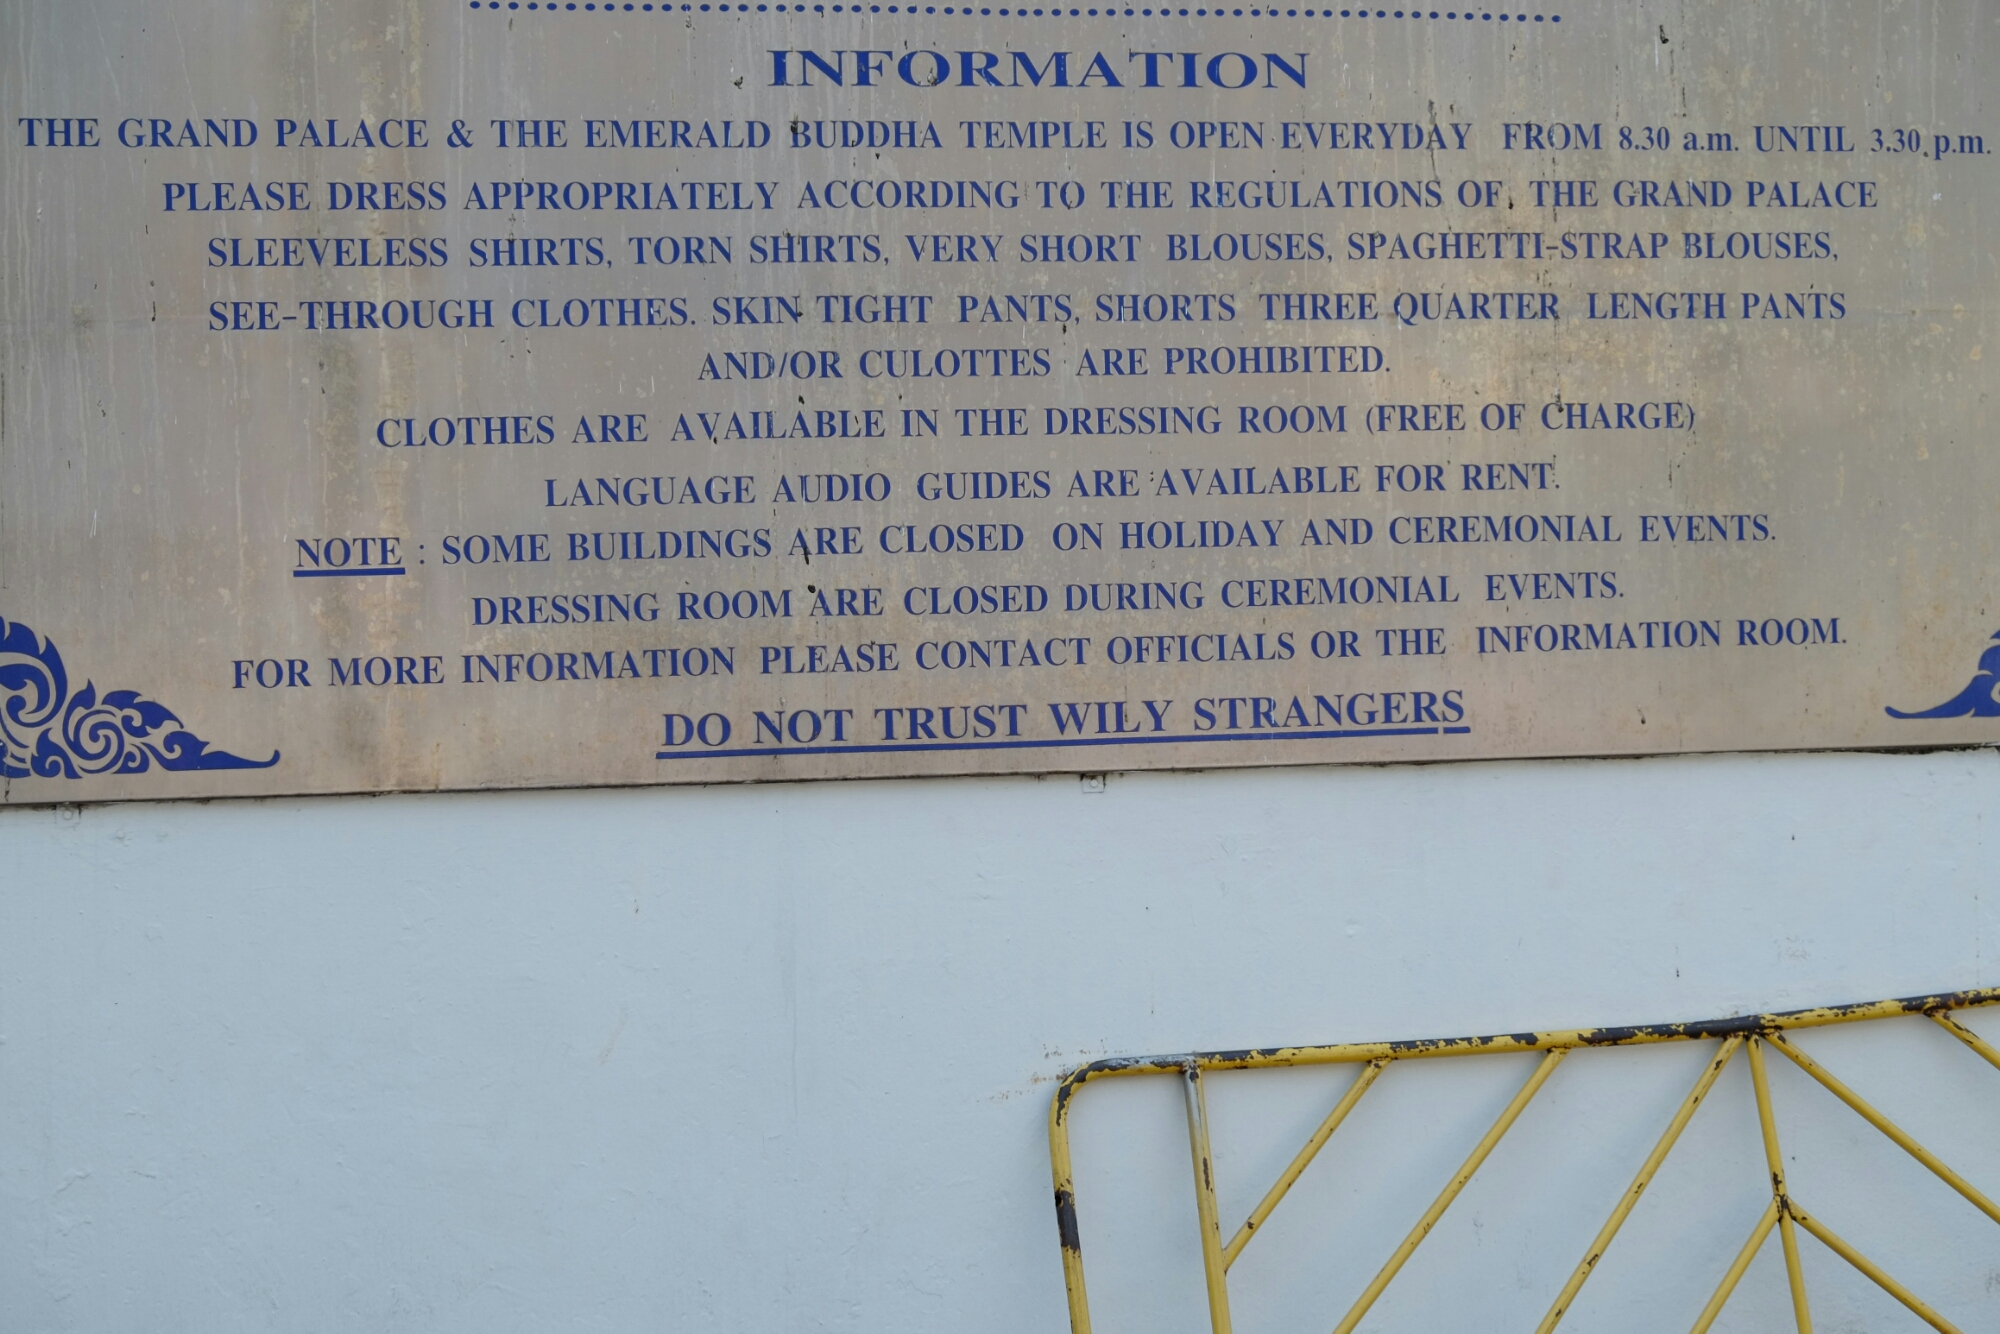 INFORMATION
THE GRAND PALACE & THE EMERALD BUDDHA TEMPLE IS OPEN EVERYDAY FROM 8.30 a.m. UNTIL 3.30 p.m.
PLEASE DRESS APPROPRIATELY ACCORDING TO THE REGULATIONS OF THE GRAND PALACE
SLEEVELESS SHIRTS, TORN SHIRTS, VERY SHORT BLOUSES, SPAGHETTI-STRAP BLOUSES,
SEE-THROUGH CLOTHES. SKIN TIGHT PANTS, SHORTS THREE QUARTER LENGTH PANTS
AND/OR CULOTTES ARE PROHIBITED.
CLOTHES ARE AVAILABLE IN THE DRESSING ROOM (FREE OF CHARGE)
LANGUAGE AUDIO GUIDES ARE AVAILABLE FOR RENT.
NOTE : SOME BUILDINGS ARE CLOSED ON HOLIDAY AND CEREMONIAL EVENTS.
DRESSING ROOM ARE CLOSED DURING CEREMONIAL EVENTS.
FOR MORE INFORMATION PLEASE CONTACT OFFICIALS OR THE INFORMATION ROOM.
DO NOT TRUST WILY STRANGERS